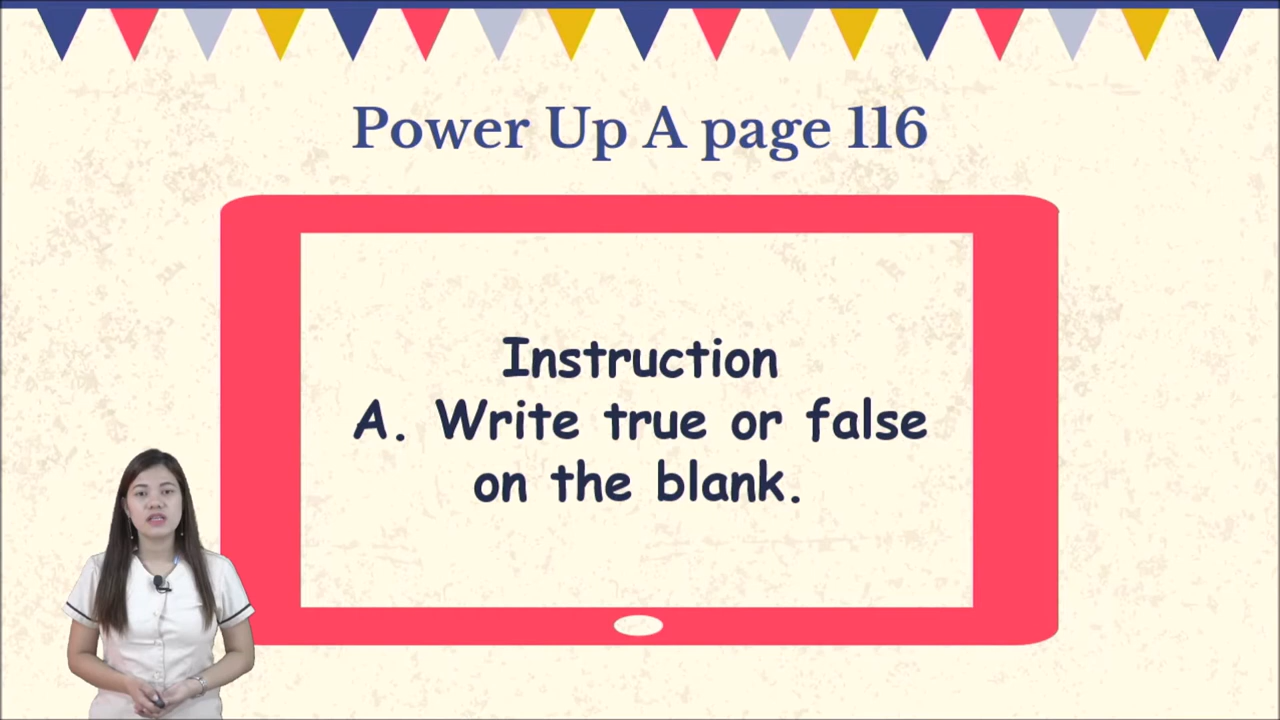 Power Up A page 116
Instruction
A. Write true or false
on the blank.